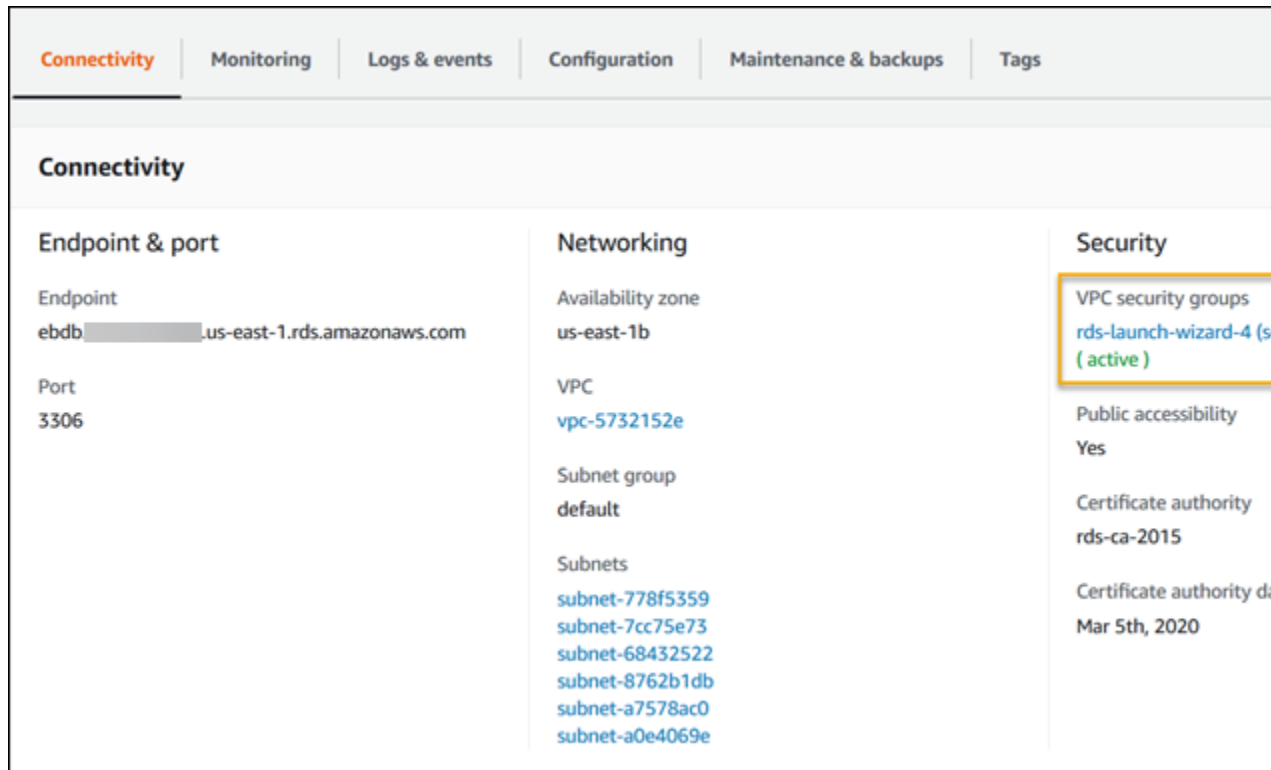 Connectivity Monitoring Logs & events Configuration Maintenance & backups Tags
Connectivity
Endpoint & port
Endpoint
ebdb. .us-east-1.rds.amazonaws.com
Port
3306
Networking
Availability zone
us-east-1b
VPC
vpc-5732152e
Subnet group
default
Subnets
subnet-778f5359
subnet-7cc75e73
subnet-68432522
subnet-8762b1db
subnet-a7578ac0
subnet-a0e4069e
Security
VPC security groups
rds-launch-wizard-4 (s
( active )
Public accessibility
Yes
Certificate authority
rds-ca-2015
Certificate authority da
Mar 5th, 2020